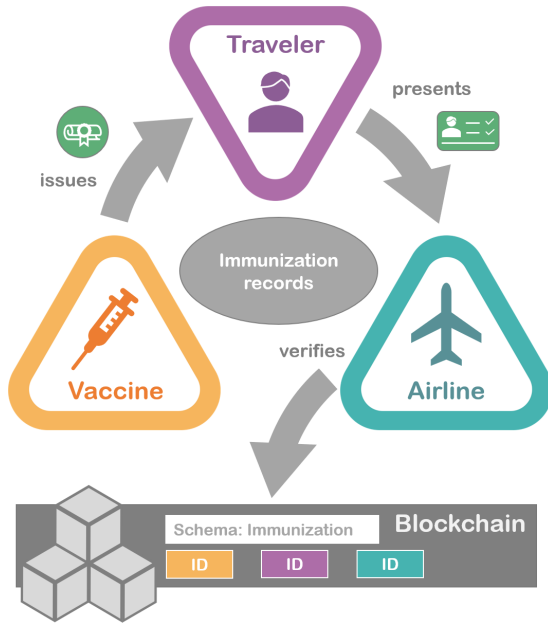 Traveler
presents
issues
Immunization
records
Vaccine
verifies
Airline
Blockchain
Schema: Immunization
ID
ID
ID